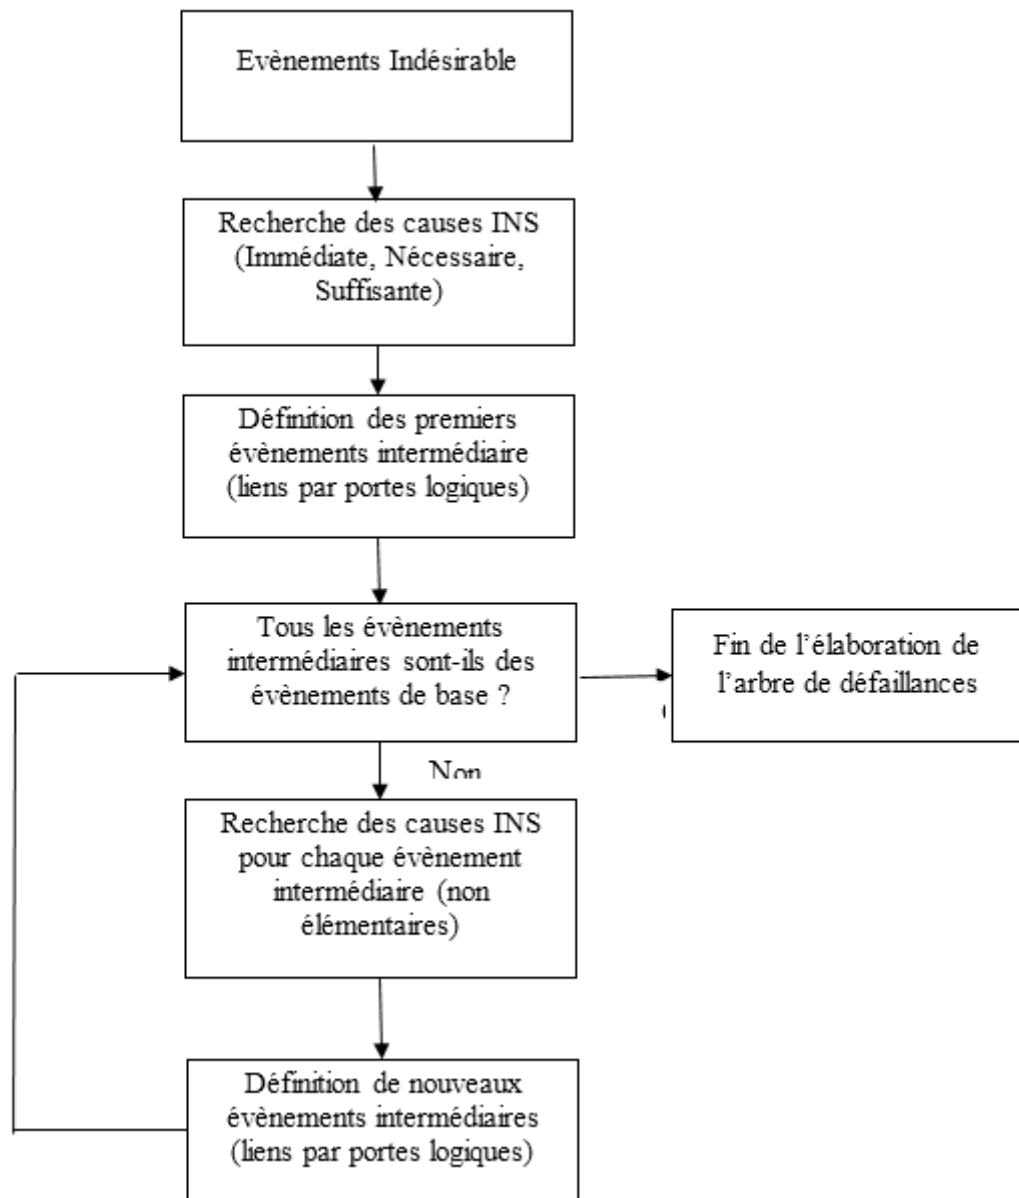 Evènements Indésirable
Recherche des causes INS
(Immédiate, Nécessaire,
Suffisante)
Définition des premiers
évènements intermédiaire
(liens par portes logiques)
Tous les évènements
intermédiaires sont-ils des
évènements de base ?
Fin de l’élaboration de
l’arbre de défaillances
Non
Recherche des causes INS
pour chaque évènement
intermédiaire (non
élémentaires)
Définition de nouveaux
évènements intermédiaires
(liens par portes logiques)